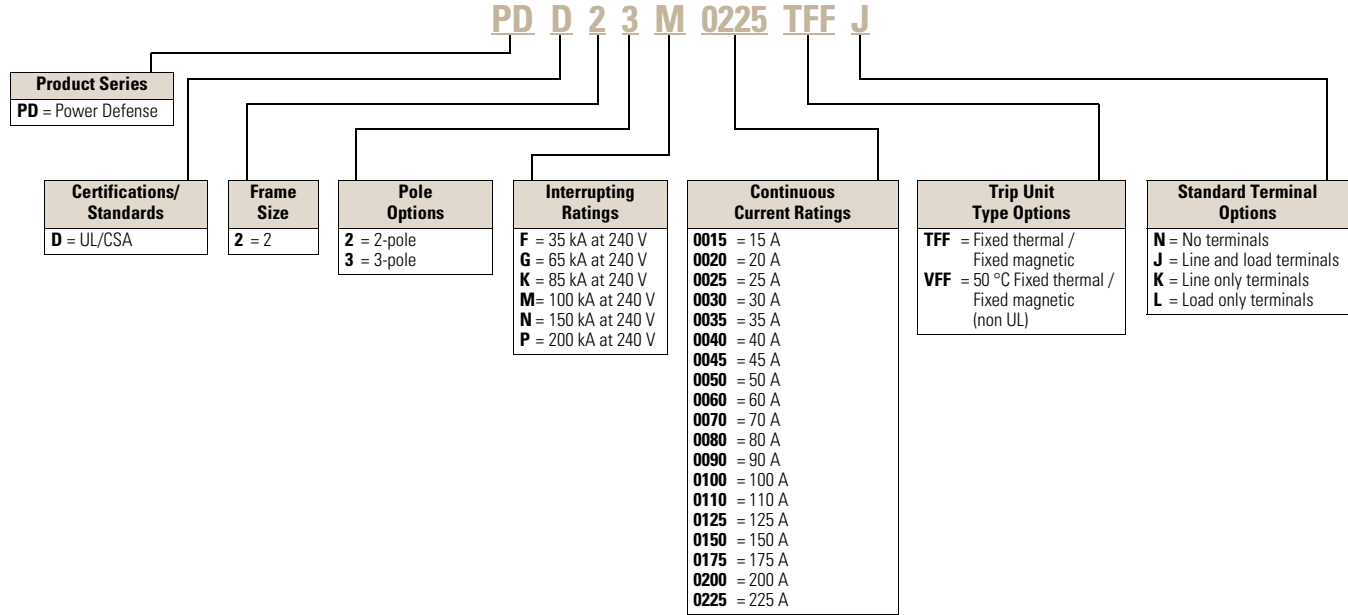 PD D 2 3 M 0225 TFF J
Product Series
PD = Power Defense
Certifications/
Standards
D = UL/CSA
Frame
Size
2 = 2
Pole
Options
2 = 2-pole
3 = 3-pole
Interrupting
Ratings
F = 35 kA at 240 V
G = 65 kA at 240 V
K = 85 kA at 240 V
M= 100 kA at 240 V
N = 150 kA at 240 V
P = 200 kA at 240 V
Continuous
Current Ratings
0015 = 15 A
0020 = 20 A
0025 = 25 A
0030 = 30 A
0035 = 35 A
0040 = 40 A
0045 = 45 A
0050 = 50 A
0060 = 60 A
0070 = 70 A
0080 = 80 A
0090 = 90 A
0100 = 100 A
0110 = 110 A
0125 = 125 A
0150 = 150 A
0175 = 175 A
0200 = 200 A
0225 = 225 A
Trip Unit
Type Options
TFF = Fixed thermal /
Fixed magnetic
VFF = 50 °C Fixed thermal /
Fixed magnetic
(non UL)
Standard Terminal
Options
N = No terminals
J = Line and load terminals
K = Line only terminals
L = Load only terminals